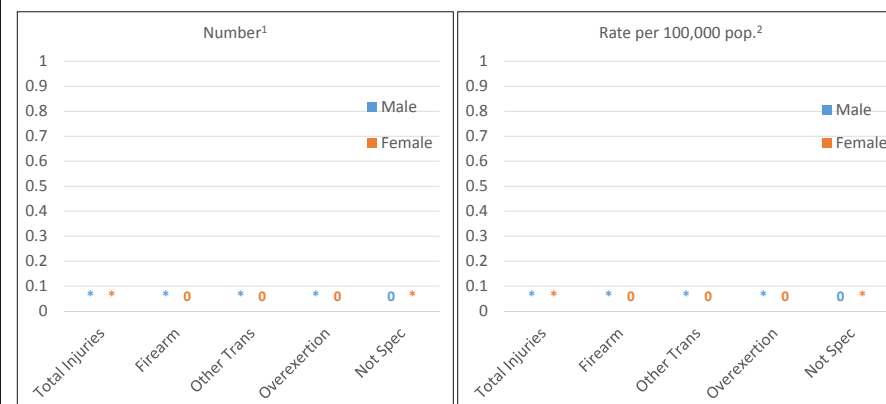 Number¹
1
0.9
0.8
0.7
0.6
0.5
0.4
0.3
0.2
0.1
0
Male
Female
* * * 0 * 0 * 0 0 *
Total Injuries
Firearm
Other Trans
Overexertion
Not Spec
Rate per 100,000 pop.²
1
0.9
0.8
0.7
0.6
0.5
0.4
0.3
0.2
0.1
0
Male
Female
* * * 0 * 0 * 0 0 *
Total Injuries
Firearm
Other Trans
Overexertion
Not Spec